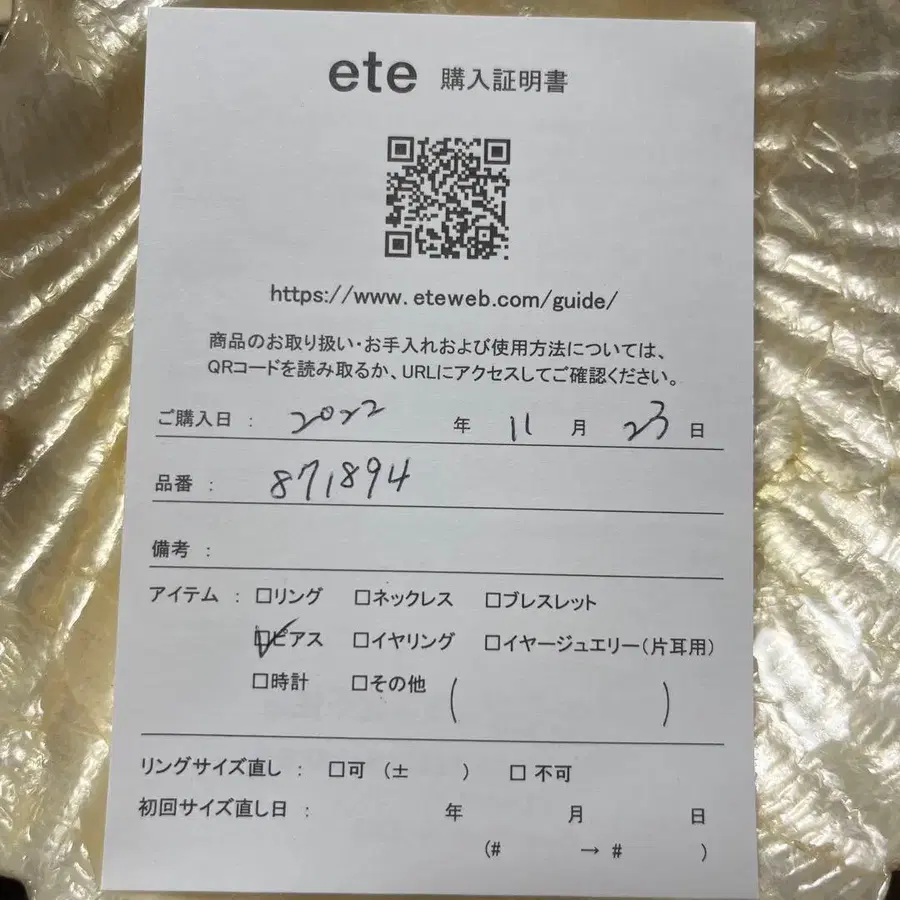 ete 購入証明書
https://www.eteweb.com/guide/
商品のお取り扱い・お手入れおよび使用方法については、
QRコードを読み取るか、URLにアクセスしてご確認ください。
ご購入日 : 2022 年 11 月 23 日
品番 : 871894
備考 :
アイテム : □リング □ネックレス □ブレスレット
☑ピアス □イヤリング □イヤージュエリー(片耳用)
□時計 □その他 ( )
リングサイズ直し : □可 (± ) □ 不可
初回サイズ直し日 : 年 月 日
(# → # )